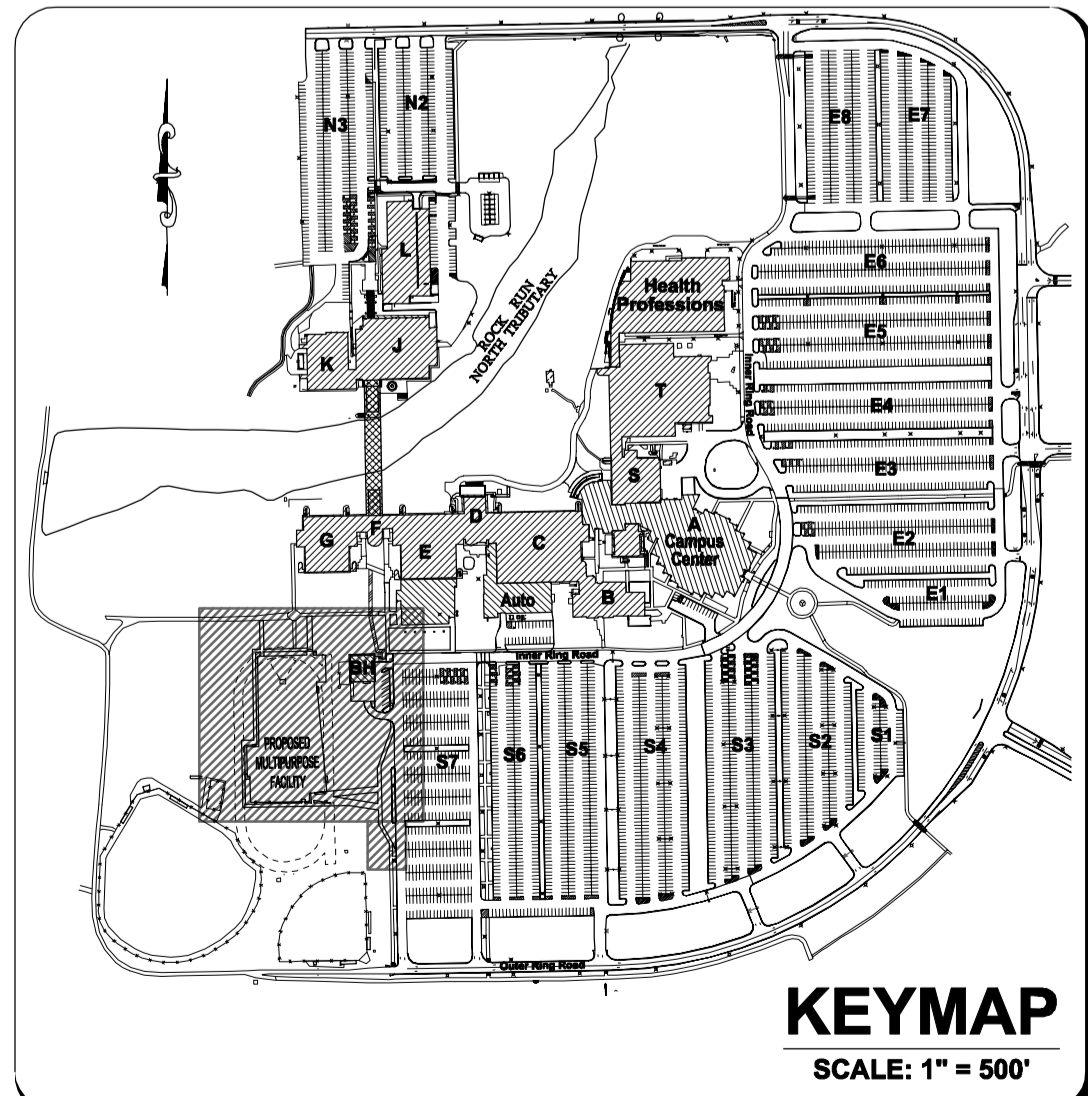 N2
N3
E8
E7
L
E6
Health
Professions
ROCK RUN
NORTH TRIBUTARY
E5
J
K
Inner Ring Road
T
E4
E3
S
D
F
G
E
C
A
Campus
Center
E2
Auto
B
E1
Inner Ring Road
BH
PROPOSED
MULTIPURPOSE
FACILITY
S7
S6
S5
S4
S3
S2
S1
Outer Ring Road
KEYMAP
SCALE: 1" = 500'